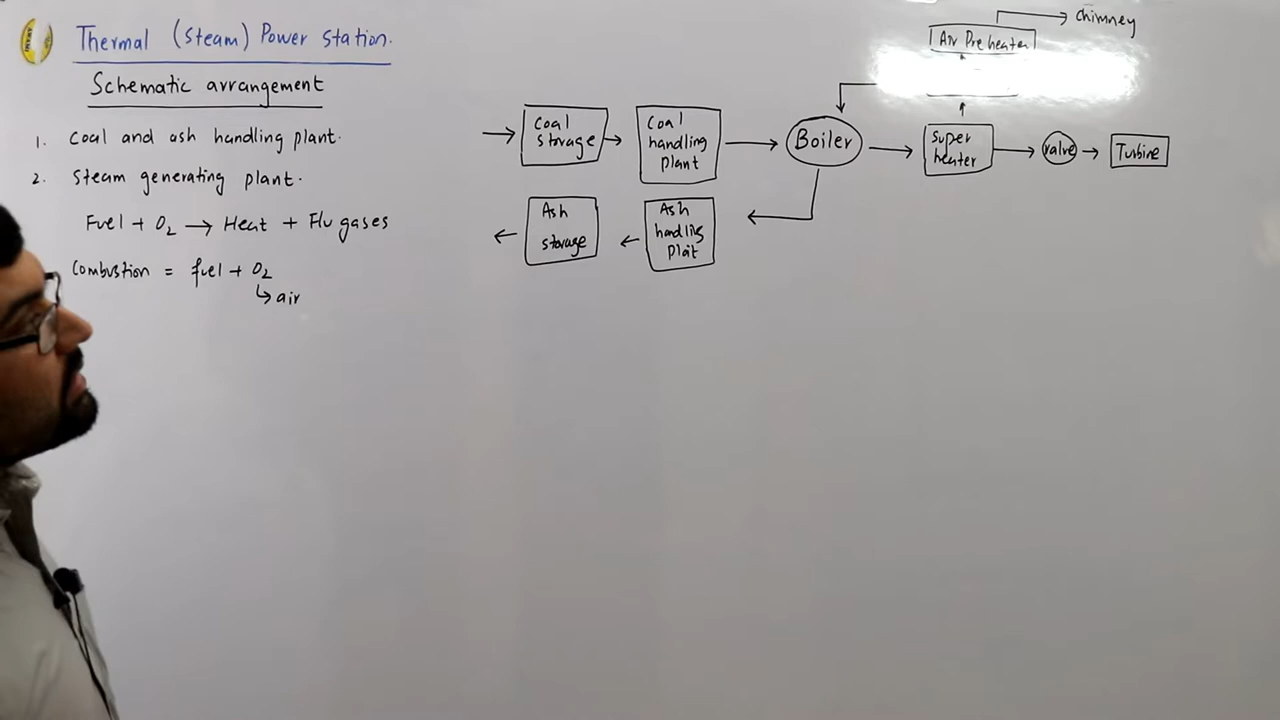 Thermal (steam) Power station.
Schematic arrangement
1. Coal and ash handling plant.
2. Steam generating plant.
Fuel + O2 → Heat + Flu gases
Combustion = fuel + O2
↳ air
→ chimney
Air Preheater
Coal
storage
Coal
handling
plant
Boiler
Super
heater
valve
Turbine
Ash
storage
Ash
handling
plant